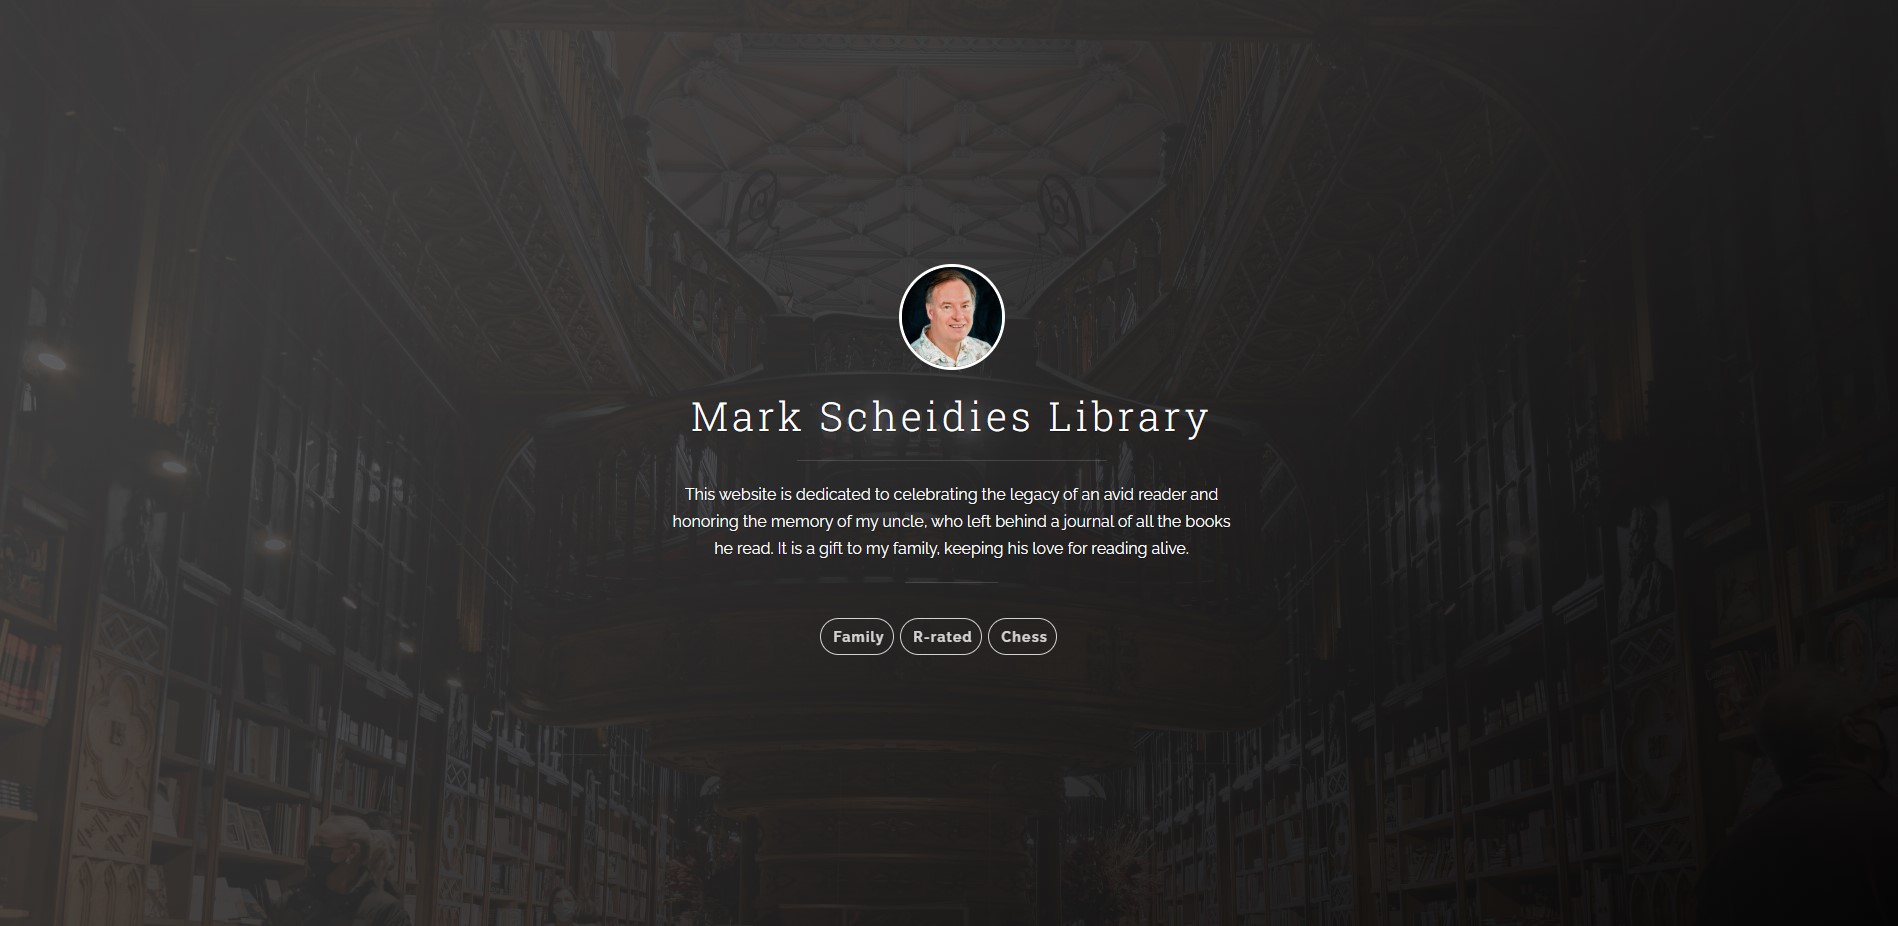 Mark Scheidies Library
This website is dedicated to celebrating the legacy of an avid reader and
honoring the memory of my uncle, who left behind a journal of all the books
he read. It is a gift to my family, keeping his love for reading alive.
Family R-rated Chess